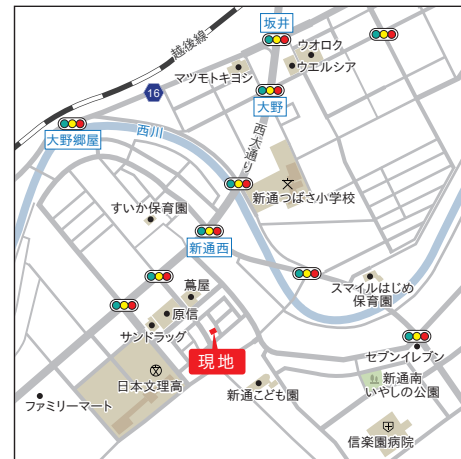 坂井
越後線
ウオロク
マツモトキヨシ
ウエルシア
16
大野
大野郷屋
西川
西大通り
新通つばさ小学校
すいか保育園
新通西
蔦屋
スマイルはじめ
保育園
原信
サンドラッグ
現地
セブンイレブン
日本文理高
新通こども園
新通南
いやしの公園
ファミリーマート
信楽園病院